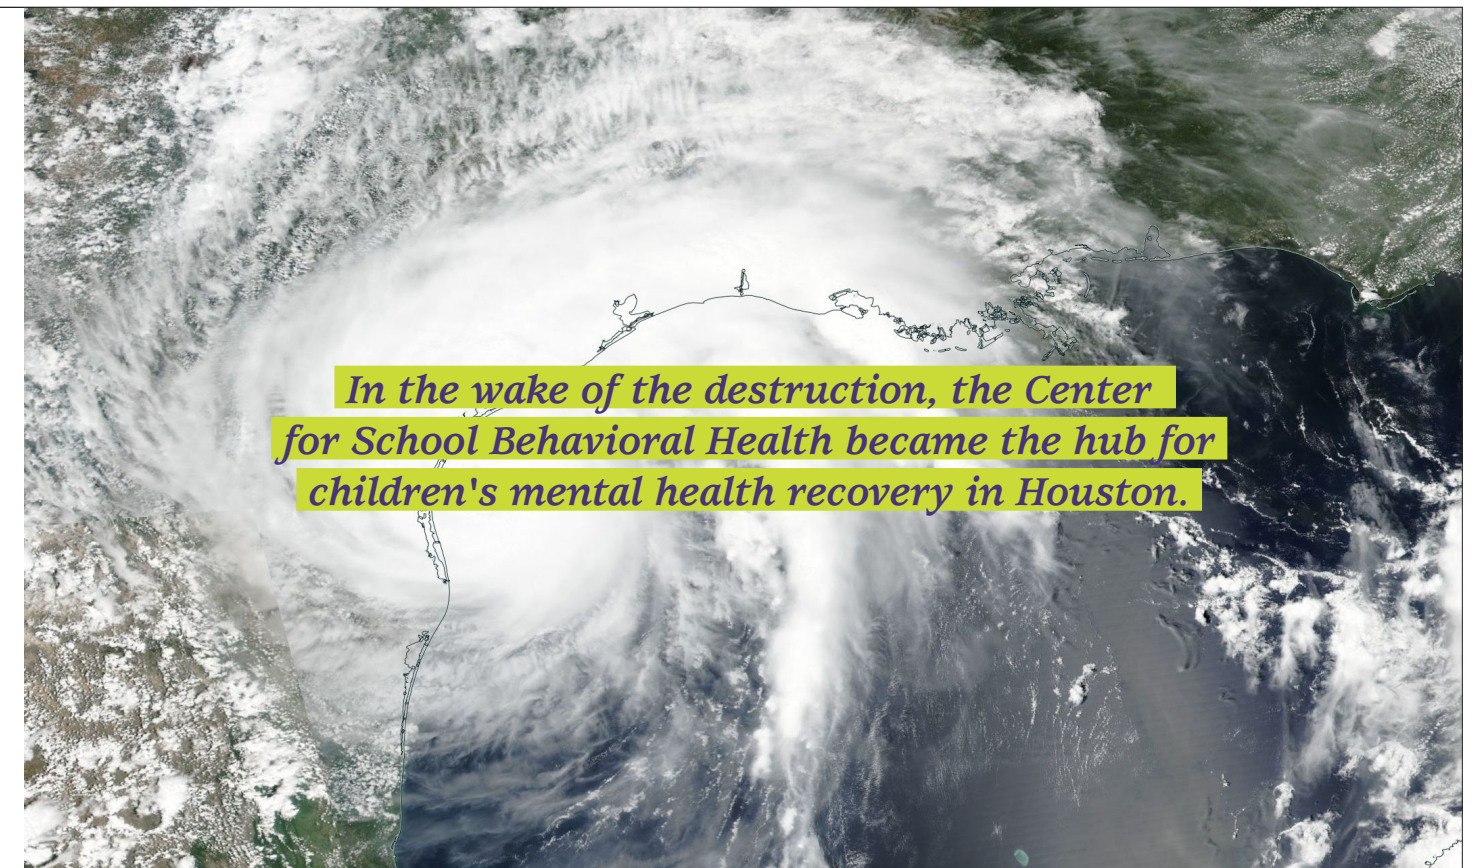 In the wake of the destruction, the Center
for School Behavioral Health became the hub for
children's mental health recovery in Houston.